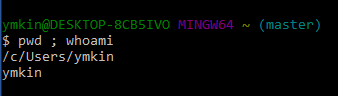 ymkin@DESKTOP-8CB5IVO MINGW64 ~ (master)
$ pwd ; whoami
/c/Users/ymkin
ymkin